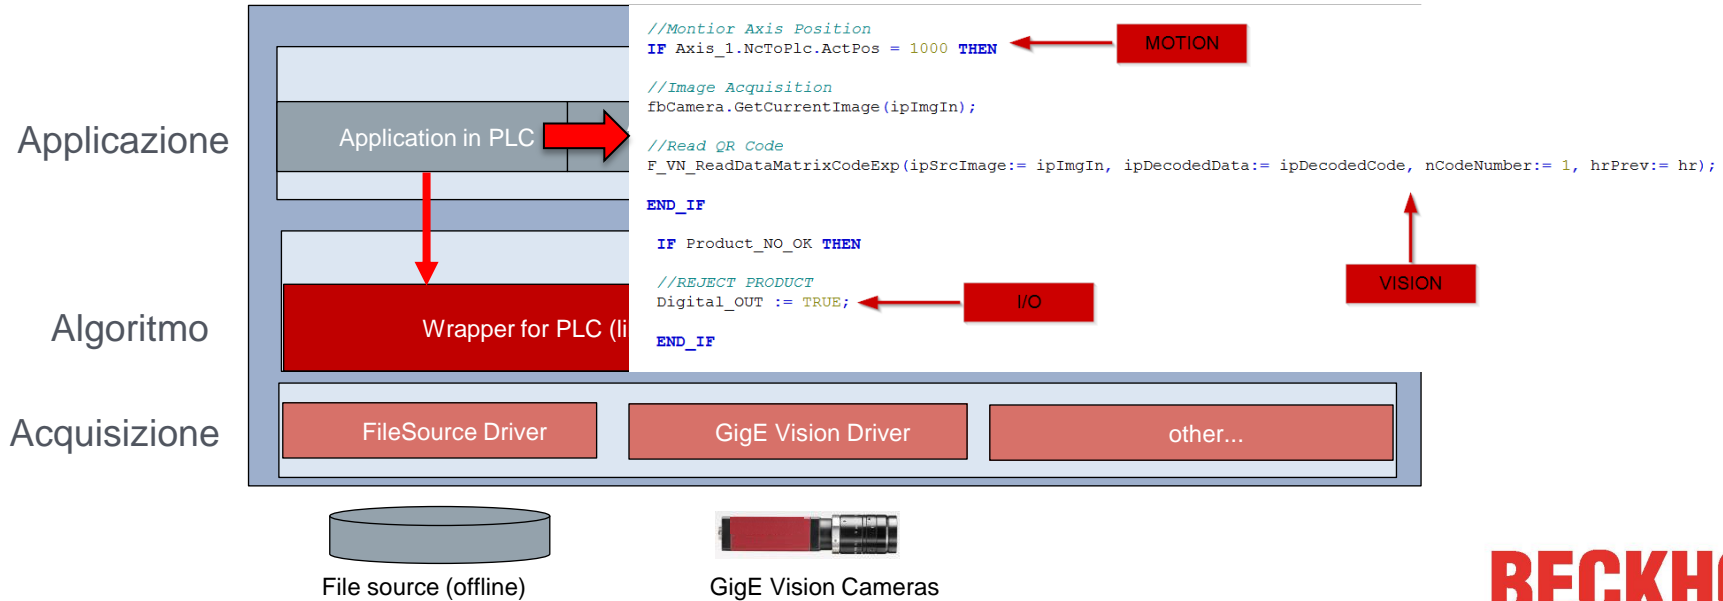 Applicazione
Application in PLC
//Montior Axis Position
IF Axis_1.NcToPlc.ActPos = 1000 THEN
MOTION
//Image Acquisition
fbCamera.GetCurrentImage(ipImgIn);
//Read QR Code
F_VN_ReadDataMatrixCodeExp(ipSrcImage:= ipImgIn, ipDecodedData:= ipDecodedCode, nCodeNumber:= 1, hrPrev:= hr);
END_IF
IF Product_NO_OK THEN
//REJECT PRODUCT
Digital_OUT := TRUE;
I/O
VISION
END_IF
Algoritmo
Wrapper for PLC (li
Acquisizione
FileSource Driver
GigE Vision Driver
other...
File source (offline)
GigE Vision Cameras